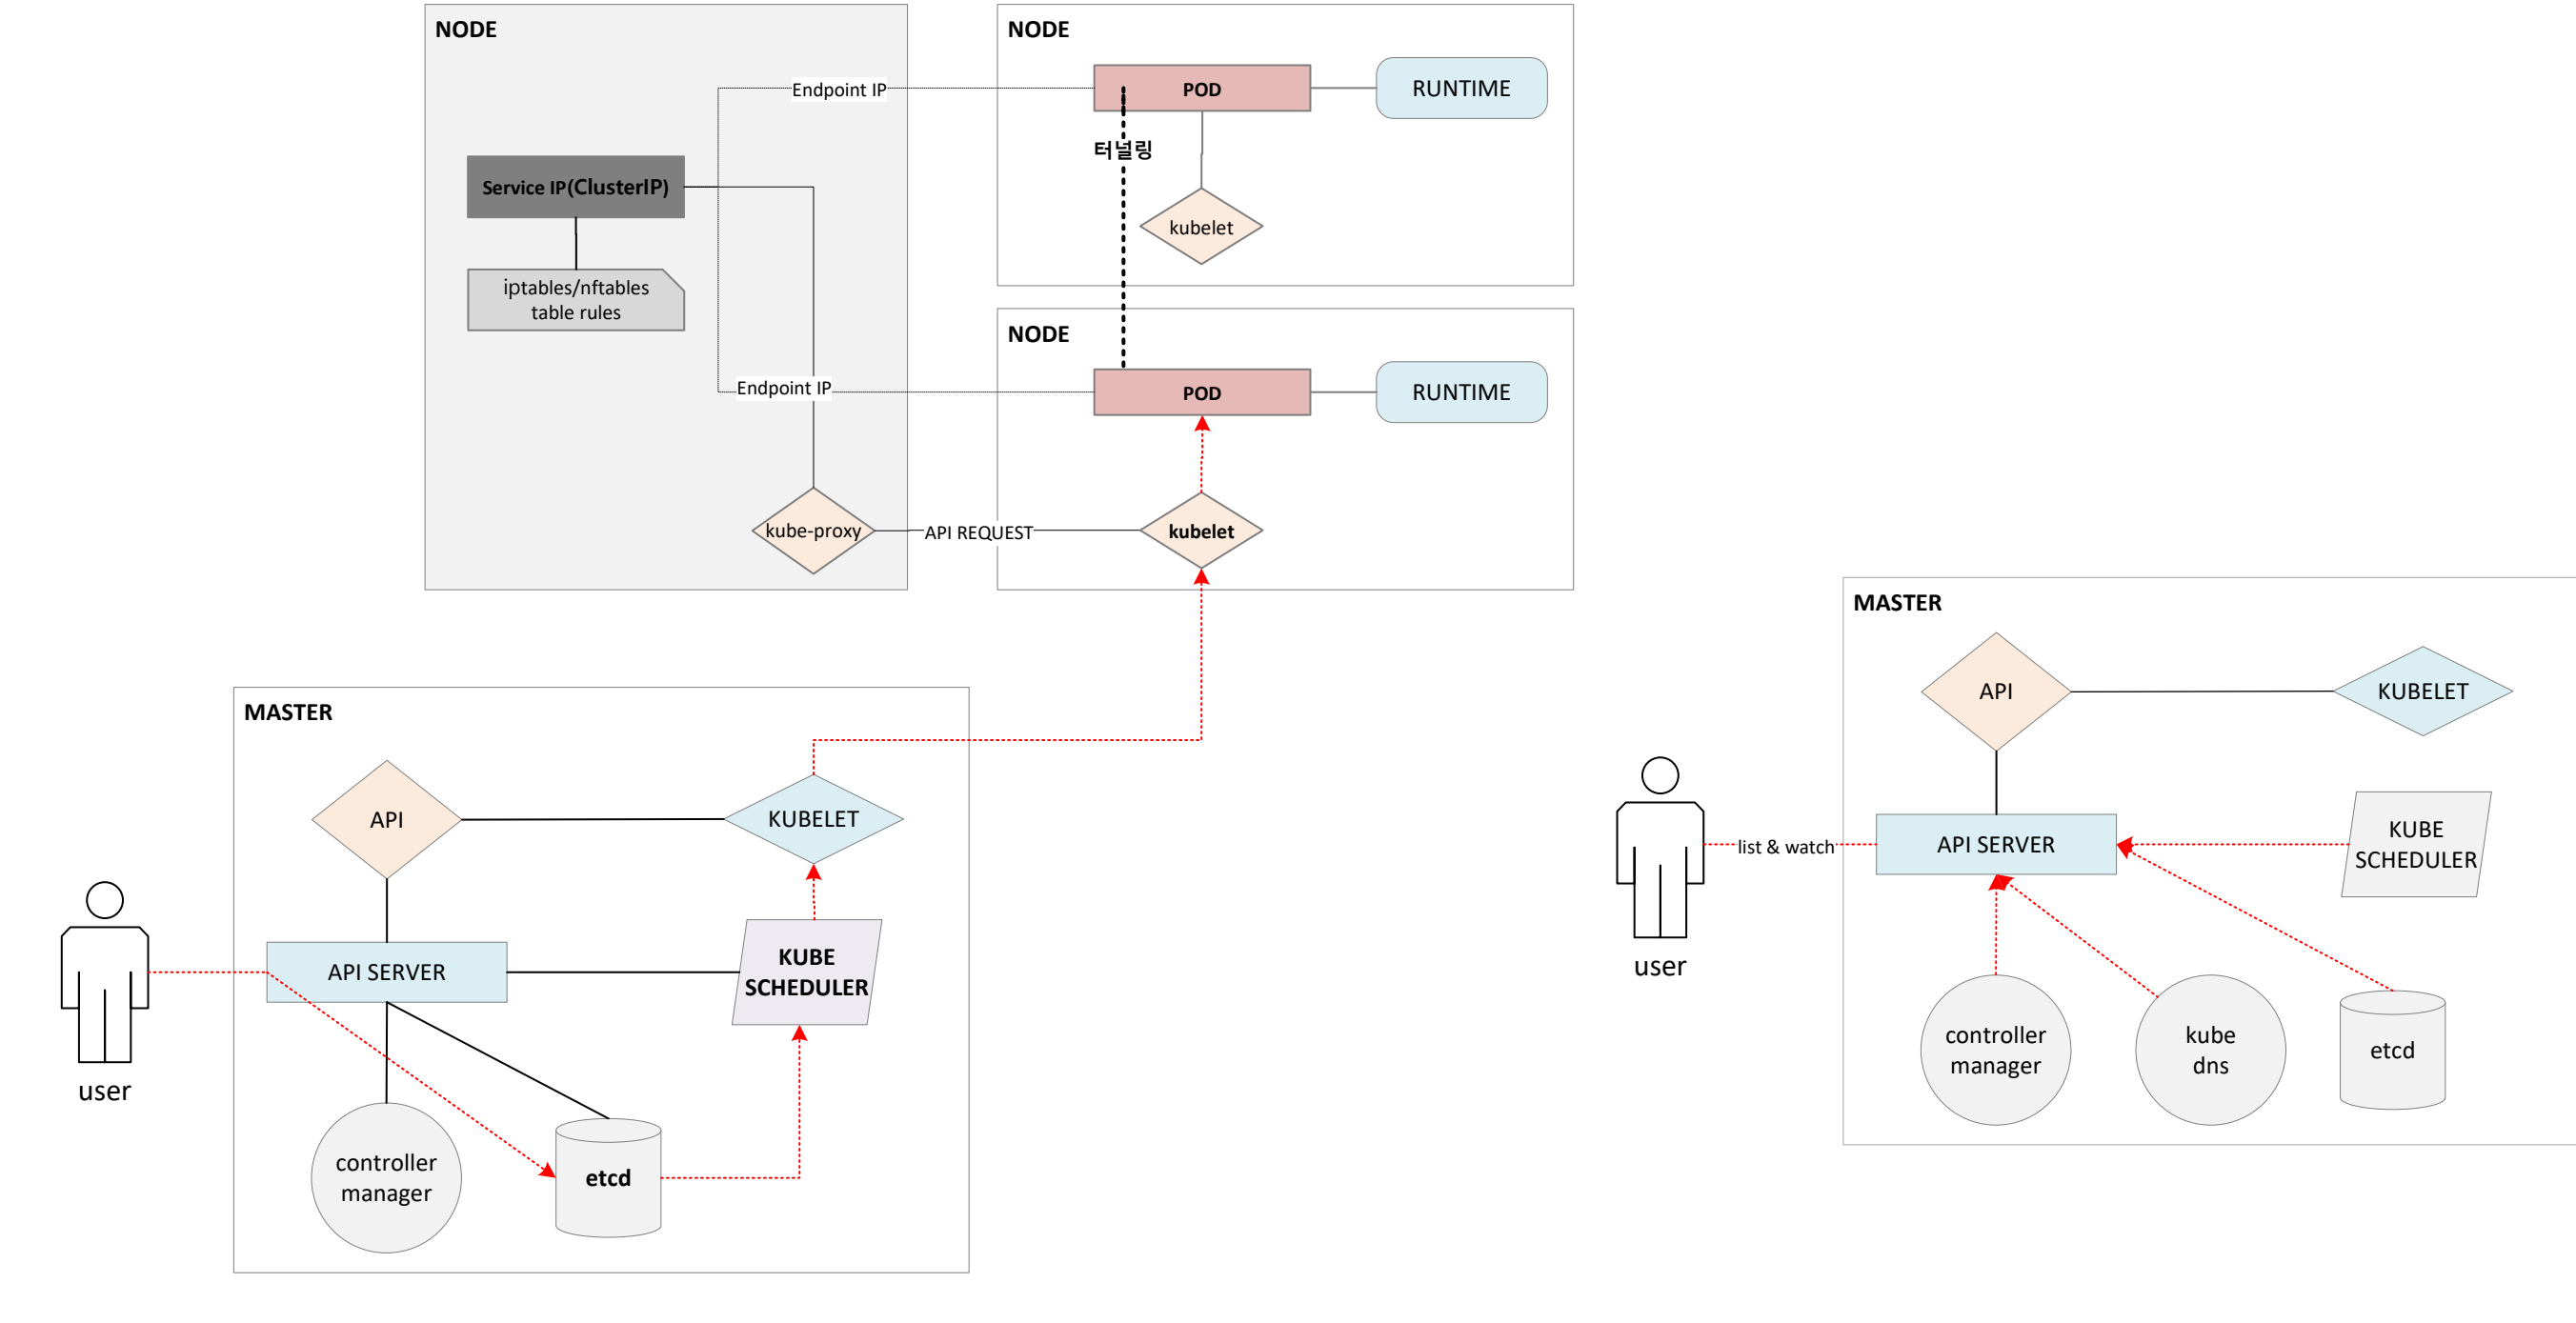 NODE
Endpoint IP
Service IP(ClusterIP)
iptables/nftables
table rules
Endpoint IP
kube-proxy
API REQUEST
NODE
POD
RUNTIME
터널링
kubelet
NODE
POD
RUNTIME
kubelet
MASTER
API
KUBELET
API SERVER
KUBE
SCHEDULER
user
controller
manager
etcd
MASTER
API
KUBELET
list & watch
API SERVER
KUBE
SCHEDULER
user
controller
manager
kube
dns
etcd